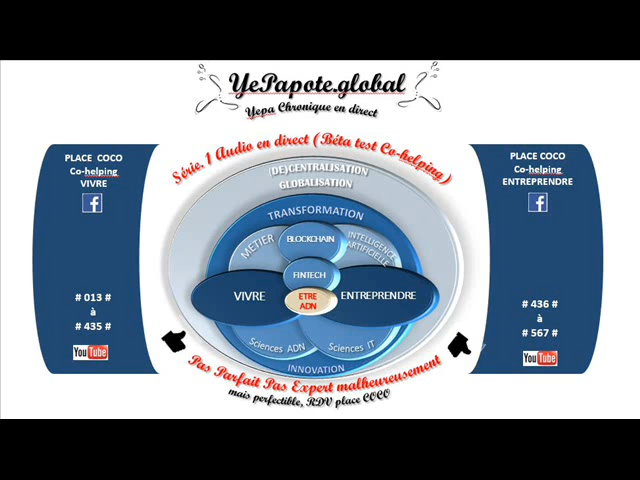 YePapote.global
Yepa Chronique en direct
Série.1 Audio en direct (Béta test Co-helping)
PLACE COCO
Co-helping
VIVRE
# 013 #
à
# 435 #
YouTube
(DE)CENTRALISATION
GLOBALISATION
TRANSFORMATION
METIER
BLOCKCHAIN
INTELLIGENCE
ARTIFICIELLE
FINTECH
VIVRE
ETRE
ADN
ENTREPRENDRE
Sciences ADN
Sciences IT
INNOVATION
PLACE COCO
Co-helping
ENTREPRENDRE
# 436 #
à
# 567 #
YouTube
Pas Parfait Pas Expert malheureusement
mais perfectible, RDV place COCO